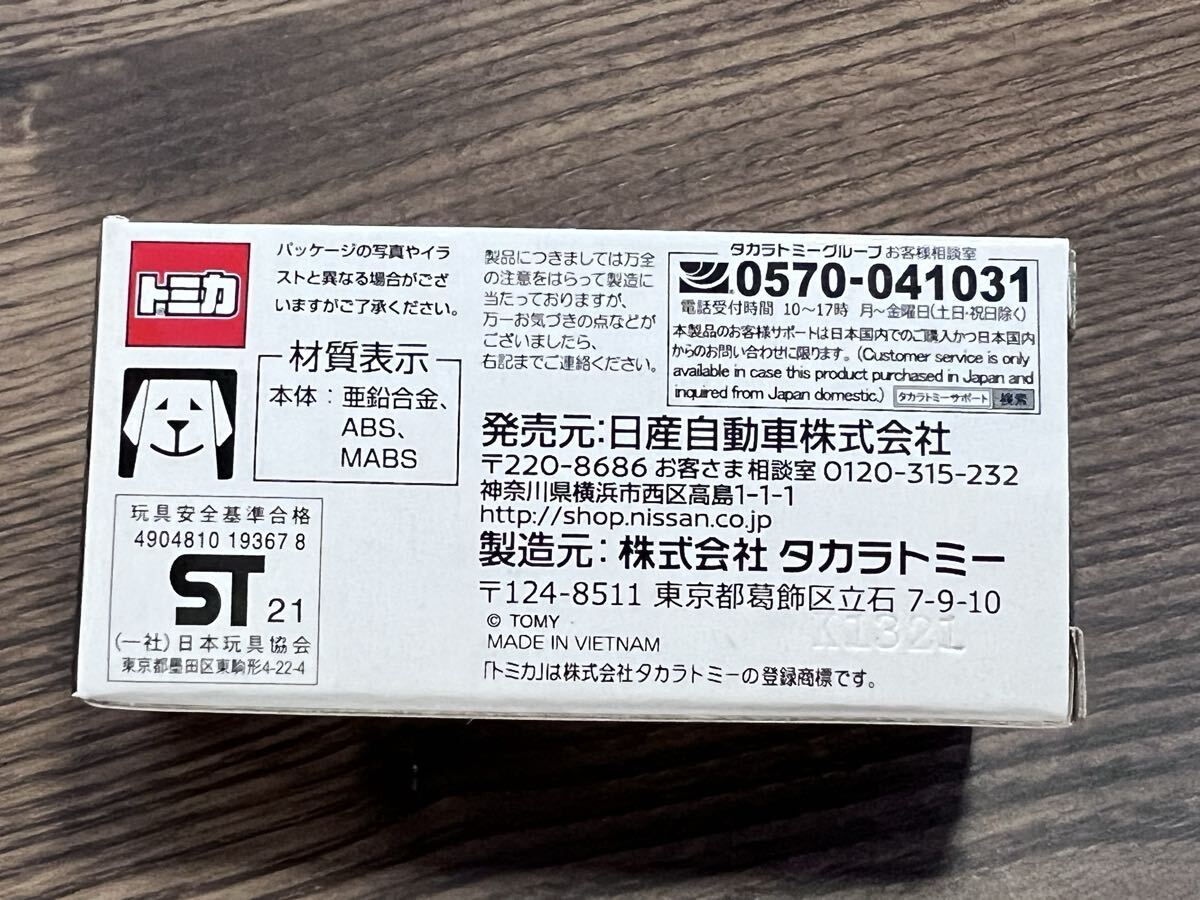 トミカ
パッケージの写真やイラ
ストと異なる場合がござ
いますがご了承ください。
材質表示
本体：亜鉛合金、
ABS、
MABS
玩具安全基準合格
4904810 19367 8
ST 21
(一社)日本玩具協会
東京都墨田区東駒形4-22-4
製品につきましては万全
の注意をはらって製造に
当たっておりますが、
万一お気づきの点などが
ございましたら、
右記までご連絡ください。
タカラトミーグループお客様相談室
0570-041031
電話受付時間 10～17時 月～金曜日(土日・祝日除く)
本製品のお客様サポートは日本国内でのご購入かつ日本国内
からのお問い合わせに限ります。(Customer service is only
available in case this product purchased in Japan and
inquired from Japan domestic.) タカラトミーサポート 検索
発売元：日産自動車株式会社
〒220-8686 お客さま相談室 0120-315-232
神奈川県横浜市西区高島1-1-1
http://shop.nissan.co.jp
製造元：株式会社 タカラトミー
〒124-8511 東京都葛飾区立石 7-9-10
© TOMY
MADE IN VIETNAM
K1321
「トミカ」は株式会社タカラトミーの登録商標です。